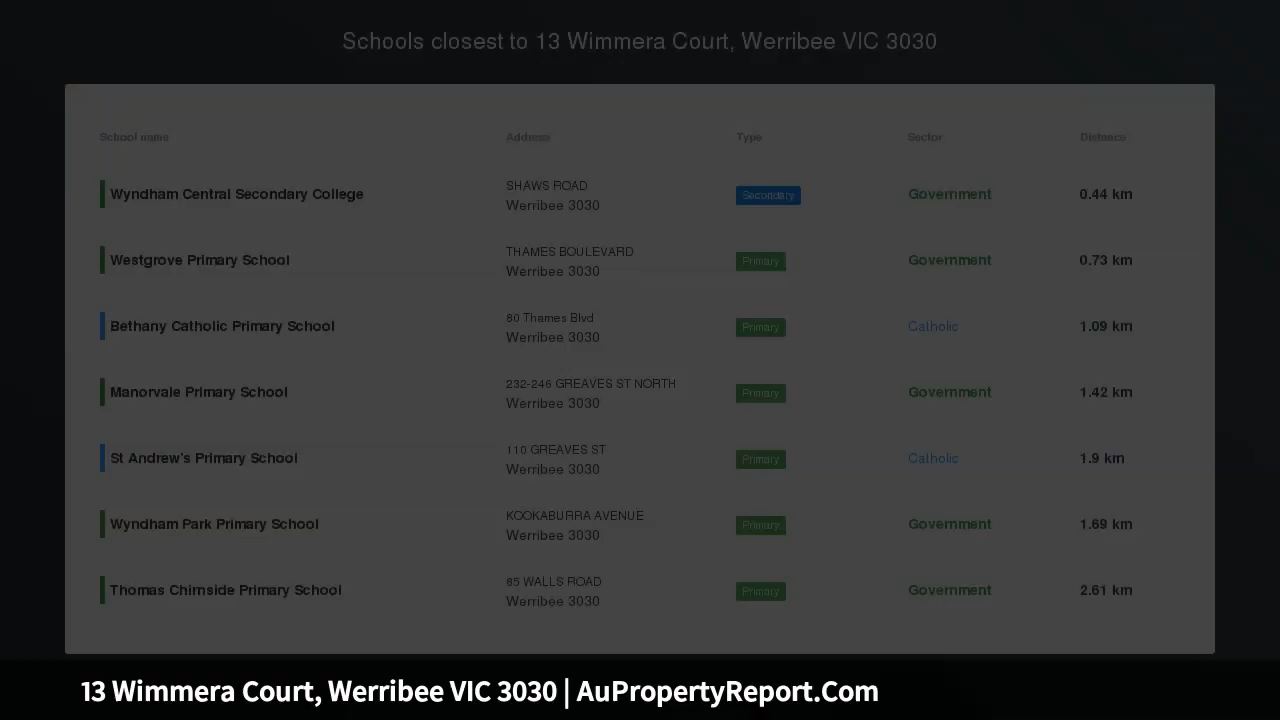 Schools closest to 13 Wimmera Court, Werribee VIC 3030
School name Address Type Sector Distance
Wyndham Central Secondary College SHAWS ROAD Werribee 3030 Secondary Government 0.44 km
Westgrove Primary School THAMES BOULEVARD Werribee 3030 Primary Government 0.73 km
Bethany Catholic Primary School 80 Thames Blvd Werribee 3030 Primary Catholic 1.09 km
Manorvale Primary School 232-246 GREAVES ST NORTH Werribee 3030 Primary Government 1.42 km
St Andrew's Primary School 110 GREAVES ST Werribee 3030 Primary Catholic 1.9 km
Wyndham Park Primary School KOOKABURRA AVENUE Werribee 3030 Primary Government 1.69 km
Thomas Chirnside Primary School 85 WALLS ROAD Werribee 3030 Primary Government 2.61 km
13 Wimmera Court, Werribee VIC 3030 | AuPropertyReport.Com